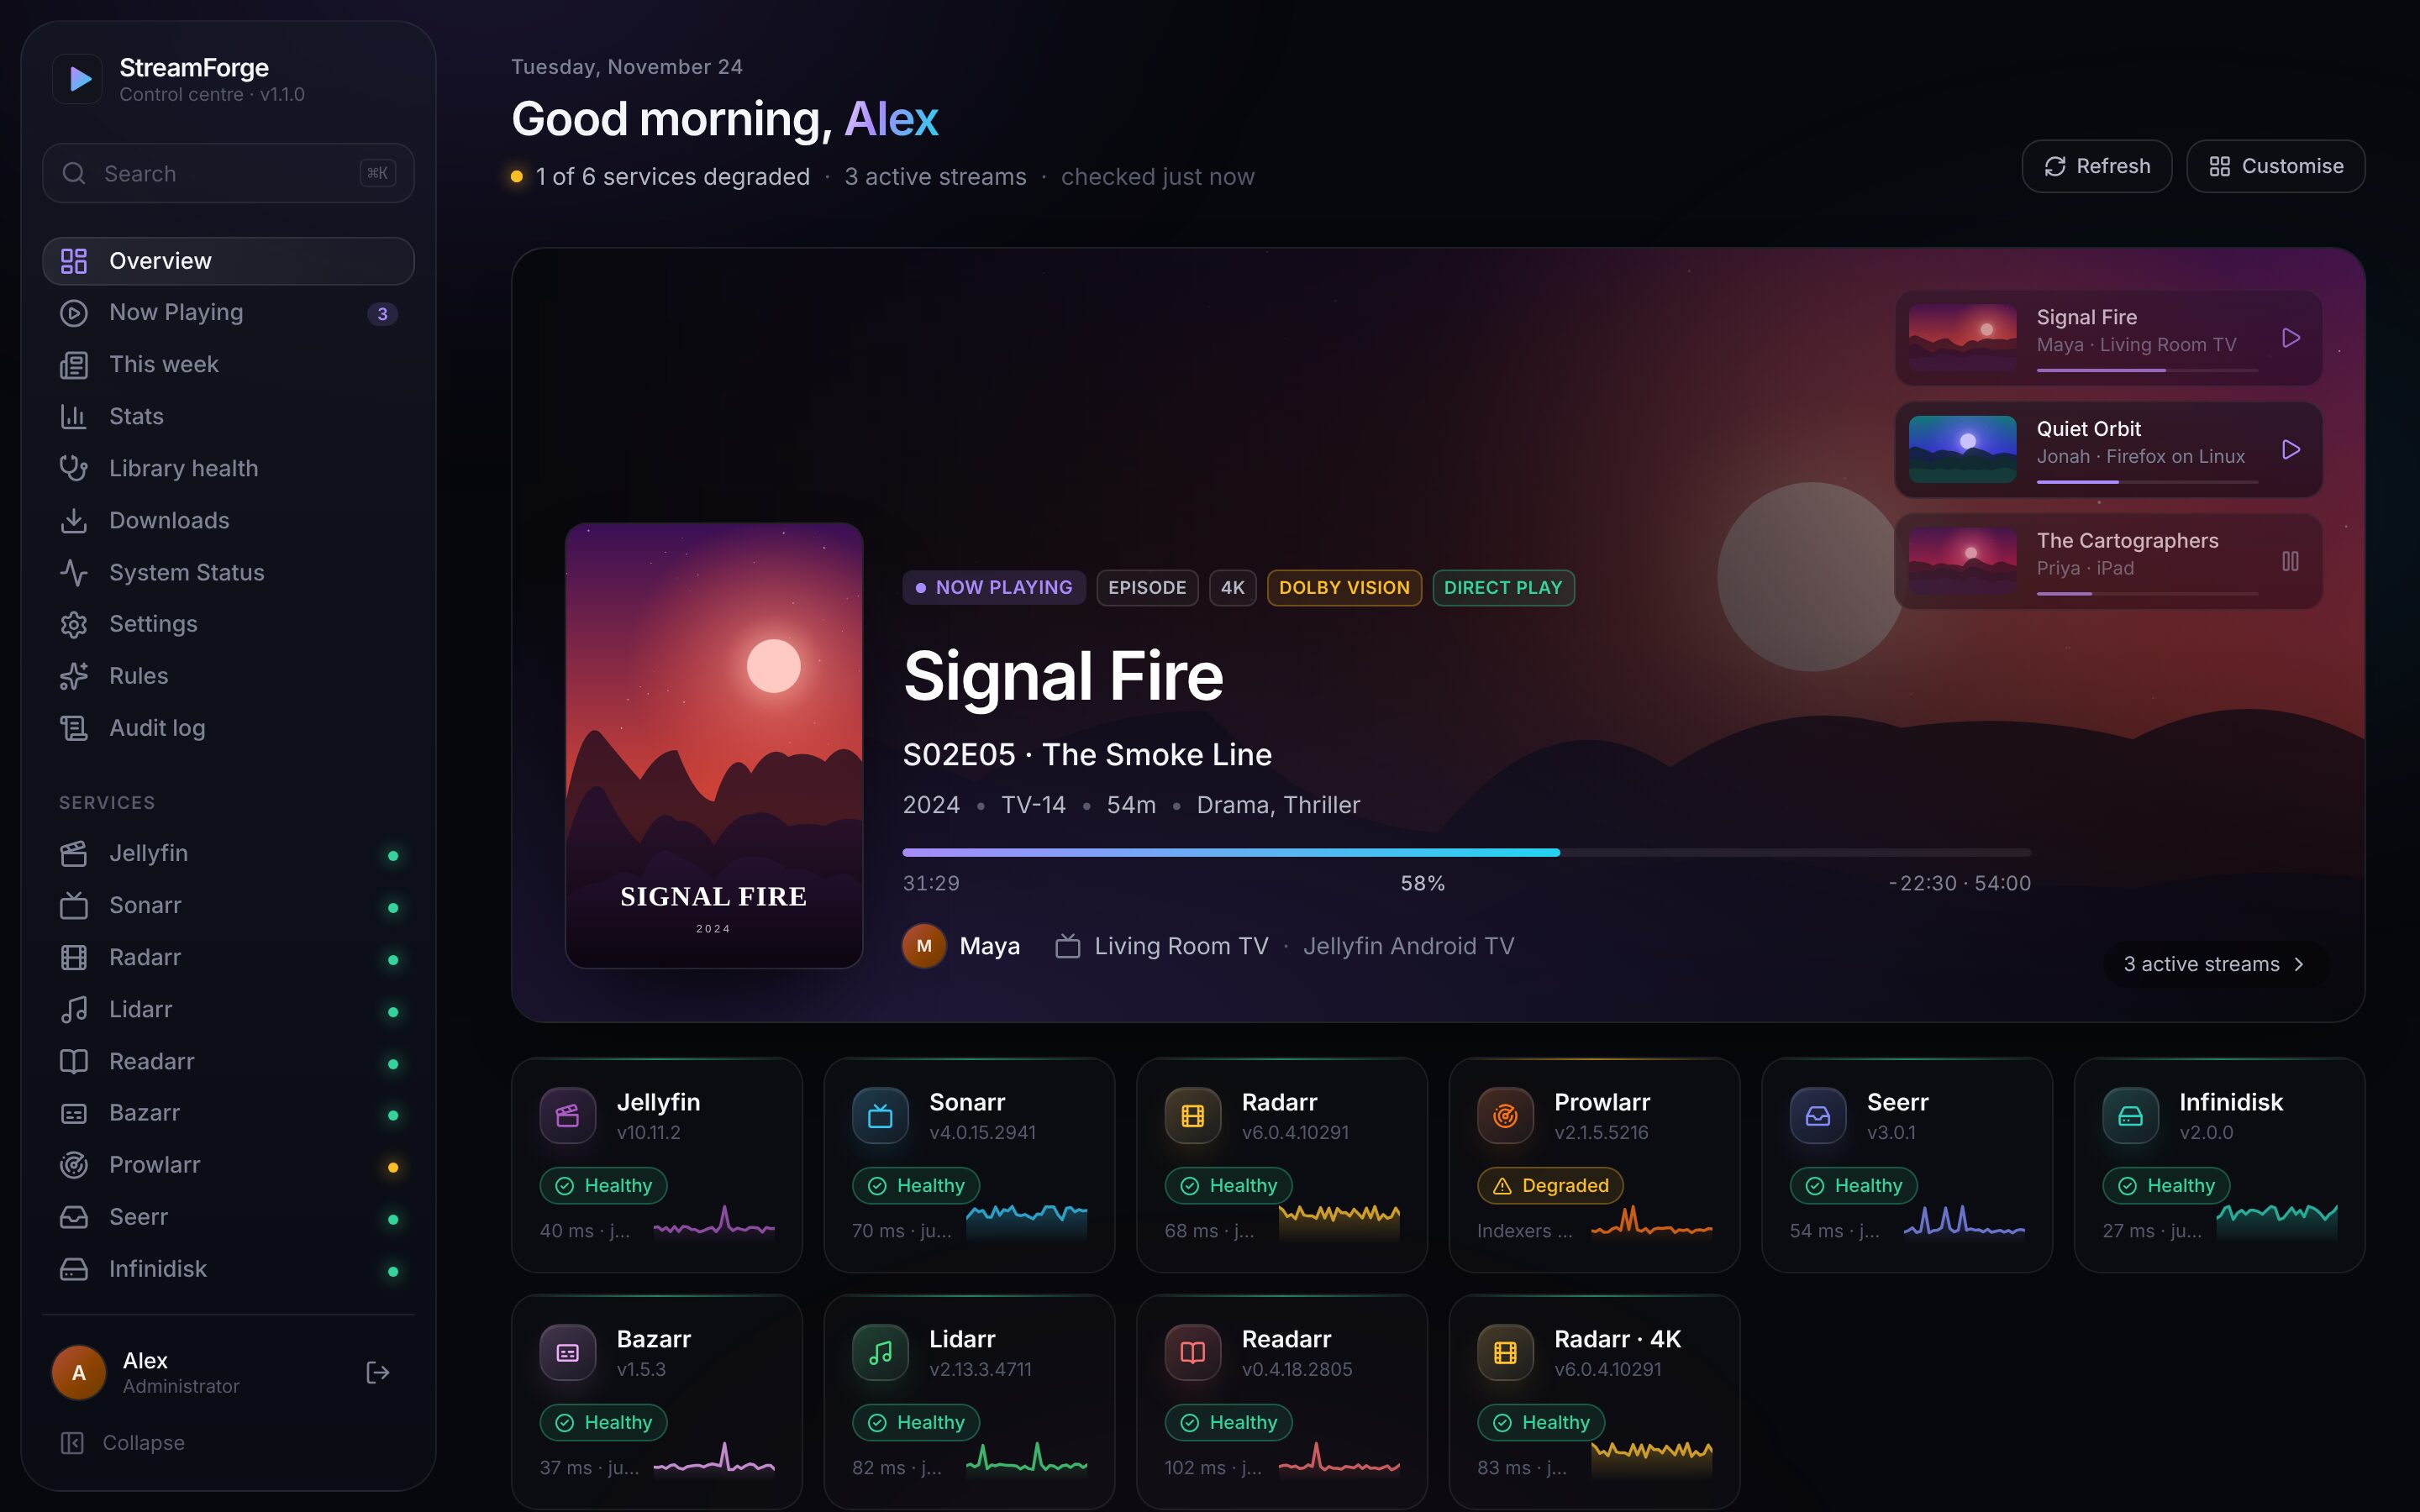 StreamForge
Control centre · v1.1.0
Search
⌘K
Overview
Now Playing
3
This week
Stats
Library health
Downloads
System Status
Settings
Rules
Audit log
SERVICES
Jellyfin
Sonarr
Radarr
Lidarr
Readarr
Bazarr
Prowlarr
Seerr
Infinidisk
A
Alex
Administrator
Collapse
Tuesday, November 24
Good morning, Alex
1 of 6 services degraded · 3 active streams · checked just now
Refresh
Customise
Signal Fire
Maya · Living Room TV
Quiet Orbit
Jonah · Firefox on Linux
The Cartographers
Priya · iPad
SIGNAL FIRE
2024
NOW PLAYING
EPISODE
4K
DOLBY VISION
DIRECT PLAY
Signal Fire
S02E05 · The Smoke Line
2024 • TV-14 • 54m • Drama, Thriller
31:29
58%
-22:30 · 54:00
M
Maya
Living Room TV · Jellyfin Android TV
3 active streams
Jellyfin
v10.11.2
Healthy
40 ms · j...
Sonarr
v4.0.15.2941
Healthy
70 ms · ju...
Radarr
v6.0.4.10291
Healthy
68 ms · j...
Prowlarr
v2.1.5.5216
Degraded
Indexers ...
Seerr
v3.0.1
Healthy
54 ms · j...
Infinidisk
v2.0.0
Healthy
27 ms · ju...
Bazarr
v1.5.3
Healthy
37 ms · ju...
Lidarr
v2.13.3.4711
Healthy
82 ms · j...
Readarr
v0.4.18.2805
Healthy
102 ms · j...
Radarr · 4K
v6.0.4.10291
Healthy
83 ms · j...